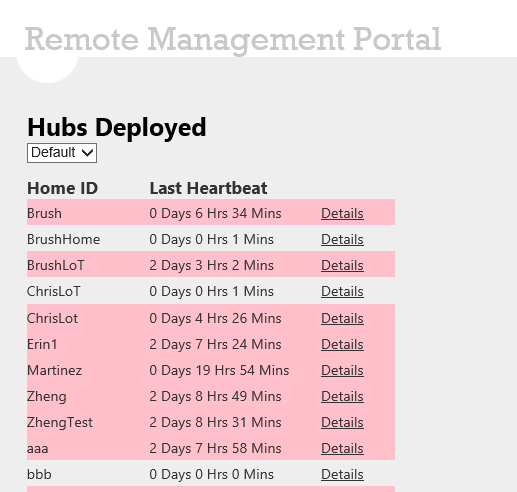 Remote Management Portal
Hubs Deployed
Default
Home ID Last Heartbeat
Brush 0 Days 6 Hrs 34 Mins Details
BrushHome 0 Days 0 Hrs 1 Mins Details
BrushLoT 2 Days 3 Hrs 2 Mins Details
ChrisLoT 0 Days 0 Hrs 1 Mins Details
ChrisLot 0 Days 4 Hrs 26 Mins Details
Erin1 2 Days 7 Hrs 24 Mins Details
Martinez 0 Days 19 Hrs 54 Mins Details
Zheng 2 Days 8 Hrs 49 Mins Details
ZhengTest 2 Days 8 Hrs 31 Mins Details
aaa 2 Days 7 Hrs 58 Mins Details
bbb 0 Days 0 Hrs 0 Mins Details